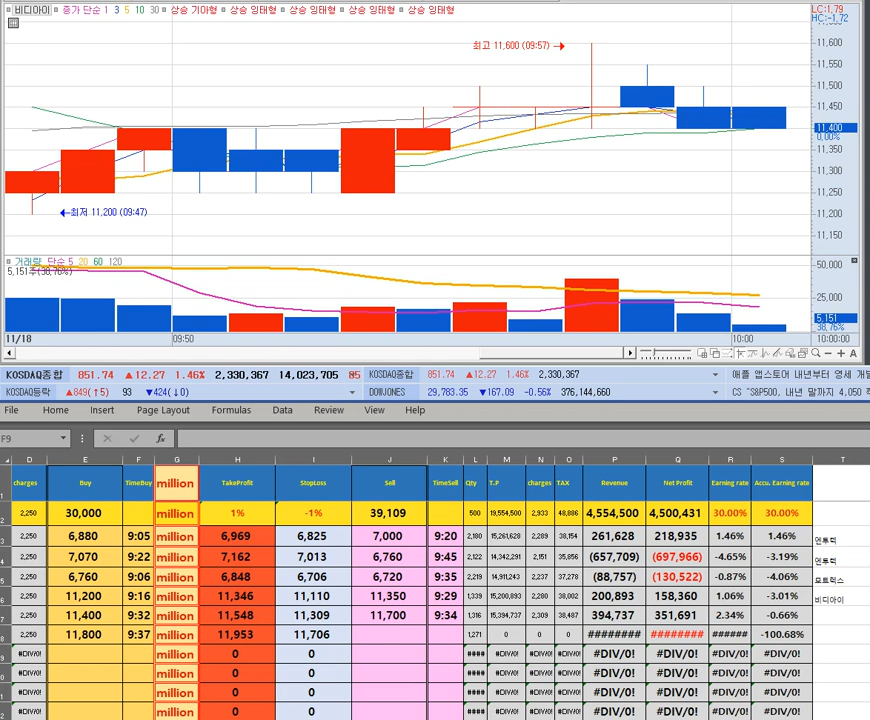 비디아이 종가 단순 1 3 5 10 30 상승 기아형 상승 잉태형 상승 잉태형 상승 잉태형 상승 잉태형
LC:1,79
HC:-1,72
최고 11,600 (09:57)
11,600
11,550
11,500
11,450
11,400
0,00%
11,350
11,300
11,250
11,200
11,150
최저 11,200 (09:47)
거래량 단순 5 20 60 120
5,151주(38,76%)
50,000
25,000
5,151
38,76%
11/18 09:50 10:00 10:00:00
KOSDAQ종합 851.74 ▲12.27 1.46% 2,330,367 14,023,705 85 KOSDAQ종합 851.74 ▲12.27 1.46% 2,330,367 애플 앱스토어 내년부터 영세 개발
KOSDAQ등락 ▲849(↑5) 93 ▼424(↓0) DOWJONES 29,783.35 ▼167.09 -0.56% 376,144,660 CS "S&P500, 내년 말까지 4,050
File Home Insert Page Layout Formulas Data Review View Help
F9 fx
D E F G H I J K L M N O P Q R S T
1 charges Buy TimeBuy million TakeProfit StopLoss Sell TimeSell Qty T.P charges TAX Revenue Net Profit Earning rate Accu. Earning rate
2 2,250 30,000 million 1% -1% 39,109 500 19,554,500 2,933 48,886 4,554,500 4,500,431 30.00% 30.00%
3 2,250 6,880 9:05 million 6,969 6,825 7,000 9:20 2,180 15,261,628 2,289 38,154 261,628 218,935 1.46% 1.46% 엔투텍
4 2,250 7,070 9:22 million 7,162 7,013 6,760 9:45 2,122 14,342,291 2,151 35,856 (657,709) (697,966) -4.65% -3.19% 엔투텍
5 2,250 6,760 9:06 million 6,848 6,706 6,720 9:35 2,219 14,911,243 2,237 37,278 (88,757) (130,522) -0.87% -4.06% 모트렉스
6 2,250 11,200 9:16 million 11,346 11,110 11,350 9:29 1,339 15,200,893 2,280 38,002 200,893 158,360 1.06% -3.01% 비디아이
7 2,250 11,400 9:32 million 11,548 11,309 11,700 9:34 1,316 15,394,737 2,309 38,487 394,737 351,691 2.34% -0.66%
8 2,250 11,800 9:37 million 11,953 11,706 1,271 0 0 0 ######## ######## ###### -100.68%
9 #DIV/0! million 0 0 #### #DIV/0! #DIV/0! #DIV/0! #DIV/0! #DIV/0! #DIV/0! #DIV/0!
0 #DIV/0! million 0 0 #### #DIV/0! #DIV/0! #DIV/0! #DIV/0! #DIV/0! #DIV/0! #DIV/0!
1 #DIV/0! million 0 0 #### #DIV/0! #DIV/0! #DIV/0! #DIV/0! #DIV/0! #DIV/0! #DIV/0!
2 #DIV/0! million 0 0 #### #DIV/0! #DIV/0! #DIV/0! #DIV/0! #DIV/0! #DIV/0! #DIV/0!